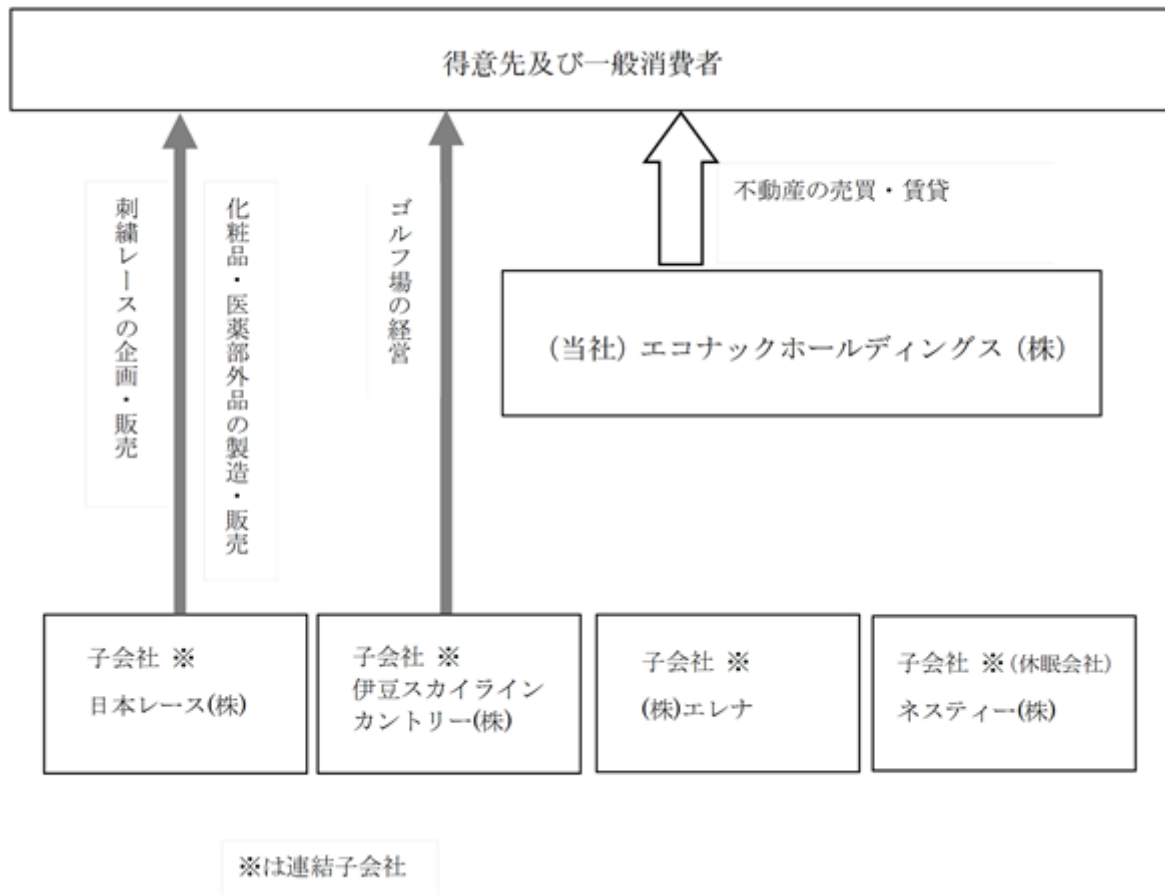 得意先及び一般消費者
刺繍レースの企画・販売
化粧品・医薬部外品の製造・販売
ゴルフ場の経営
不動産の売買・賃貸
(当社)エコナックホールディングス(株)
子会社 ※
日本レース(株)
子会社 ※
伊豆スカイライン
カントリー(株)
子会社 ※
(株)エレナ
子会社 ※(休眠会社)
ネスティー(株)
※は連結子会社